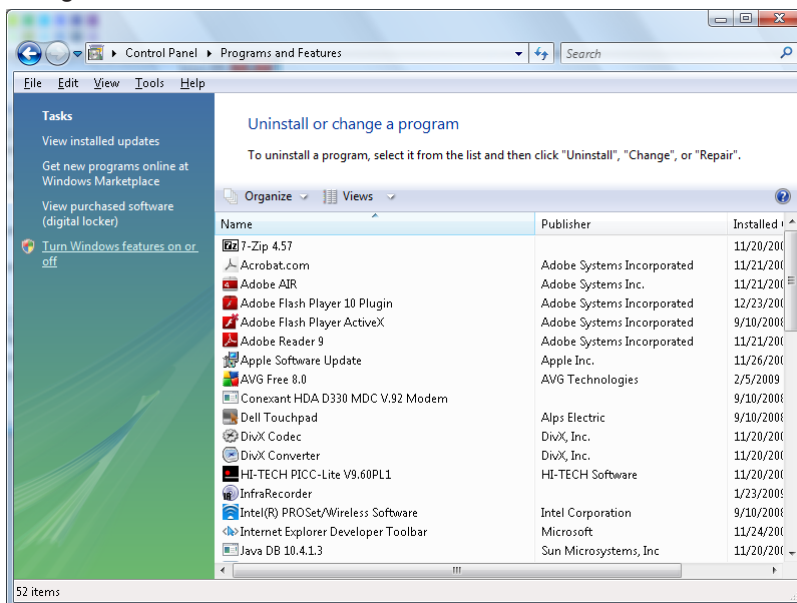 Control Panel ▸ Programs and Features
Search
File Edit View Tools Help
Tasks
View installed updates
Get new programs online at
Windows Marketplace
View purchased software
(digital locker)
Turn Windows features on or
off
Uninstall or change a program
To uninstall a program, select it from the list and then click "Uninstall", "Change", or "Repair".
Organize Views
Name Publisher Installed
7-Zip 4.57 11/20/200
Acrobat.com Adobe Systems Incorporated 11/21/200
Adobe AIR Adobe Systems Inc. 11/21/200
Adobe Flash Player 10 Plugin Adobe Systems Incorporated 12/23/200
Adobe Flash Player ActiveX Adobe Systems Incorporated 9/10/2008
Adobe Reader 9 Adobe Systems Incorporated 11/21/200
Apple Software Update Apple Inc. 11/26/200
AVG Free 8.0 AVG Technologies 2/5/2009
Conexant HDA D330 MDC V.92 Modem 9/10/2008
Dell Touchpad Alps Electric 9/10/2008
DivX Codec DivX, Inc. 11/20/200
DivX Converter DivX, Inc. 11/20/200
HI-TECH PICC-Lite V9.60PL1 HI-TECH Software 11/20/200
InfraRecorder 1/23/2009
Intel(R) PROSet/Wireless Software Intel Corporation 9/10/2008
Internet Explorer Developer Toolbar Microsoft 11/24/200
Java DB 10.4.1.3 Sun Microsystems, Inc 11/20/200
52 items